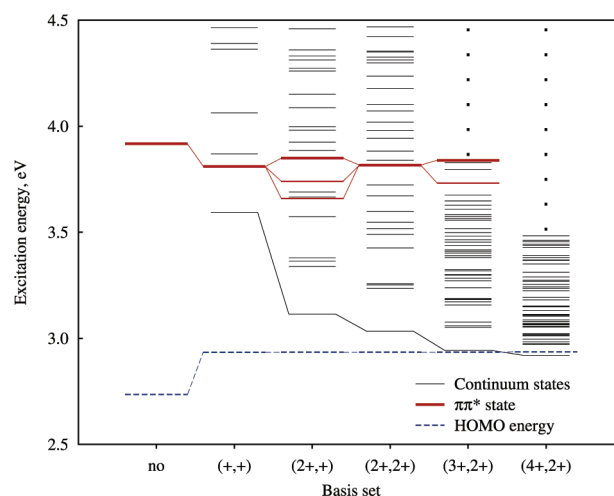 4.5
4.0
3.5
3.0
2.5
Excitation energy, eV
Continuum states
ππ* state
HOMO energy
no
(+,+)
(2+,+)
(2+,2+)
(3+,2+)
(4+,2+)
Basis set